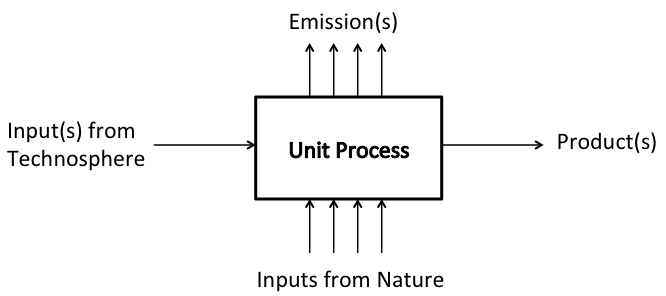 Emission(s)
Input(s) from
Technosphere
Unit Process
Product(s)
Inputs from Nature